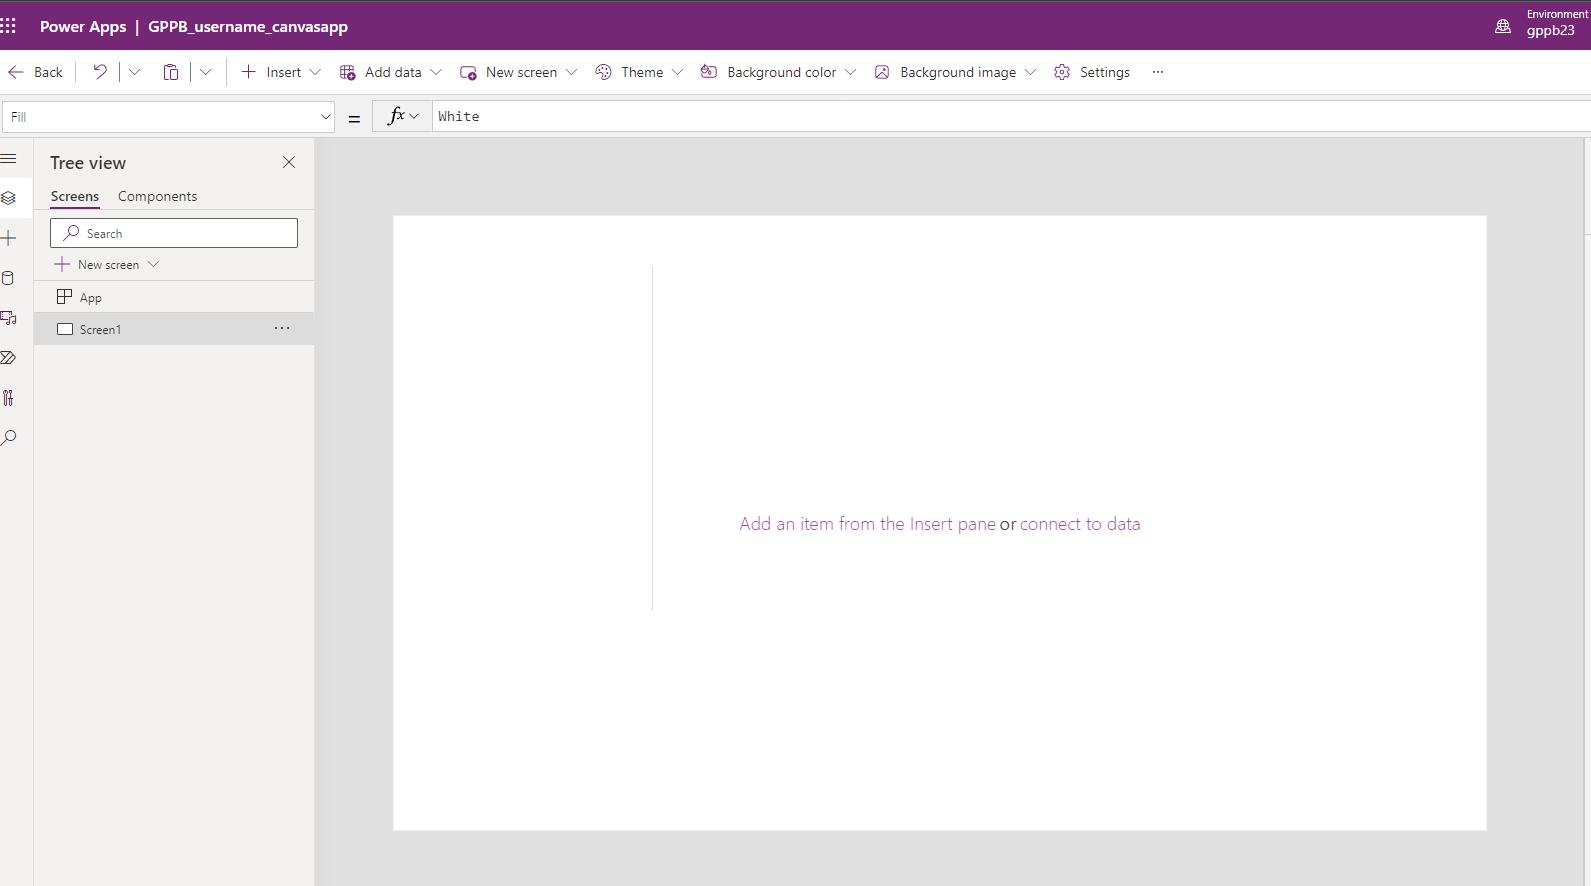 Power Apps | GPPB_username_canvasapp
Environment
gppb23
Back
Insert
Add data
New screen
Theme
Background color
Background image
Settings
...
Fill
=
fx
White
Tree view
Screens
Components
Search
New screen
App
Screen1
...
Add an item from the Insert pane or connect to data